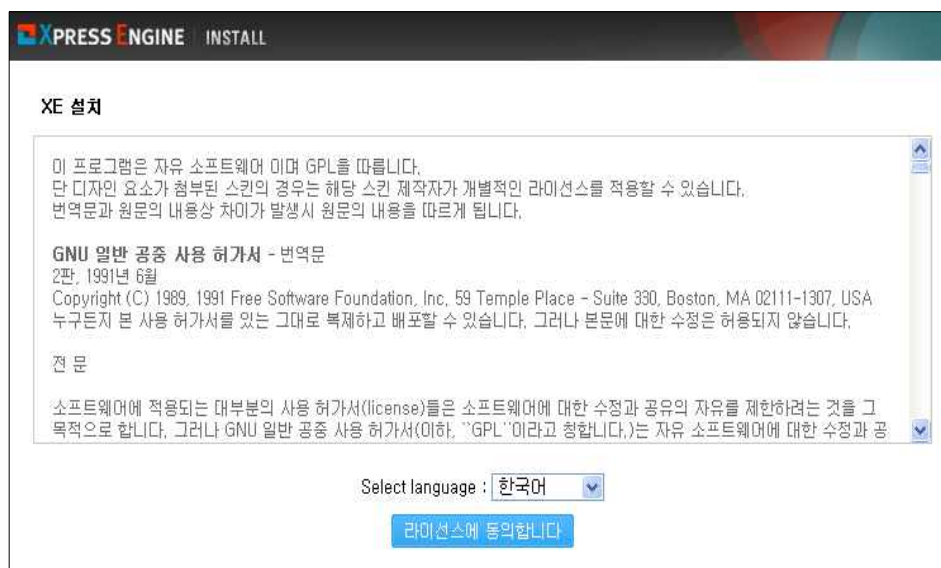 XPRESS ENGINE INSTALL
XE 설치
이 프로그램은 자유 소프트웨어 이며 GPL을 따릅니다.
단 디자인 요소가 첨부된 스킨의 경우는 해당 스킨 제작자가 개별적인 라이선스를 적용할 수 있습니다.
번역문과 원문의 내용상 차이가 발생시 원문의 내용을 따르게 됩니다.
GNU 일반 공중 사용 허가서 - 번역문
2판, 1991년 6월
Copyright (C) 1989, 1991 Free Software Foundation, Inc. 59 Temple Place - Suite 330, Boston, MA 02111-1307, USA
누구든지 본 사용 허가서를 있는 그대로 복제하고 배포할 수 있습니다. 그러나 본문에 대한 수정은 허용되지 않습니다.
전 문
소프트웨어에 적용되는 대부분의 사용 허가서(license)들은 소프트웨어에 대한 수정과 공유의 자유를 제한하려는 것을 그
목적으로 합니다. 그러나 GNU 일반 공중 사용 허가서(이하, ``GPL''이라고 칭합니다.)는 자유 소프트웨어에 대한 수정과 공
Select language : 한국어
라이선스에 동의합니다